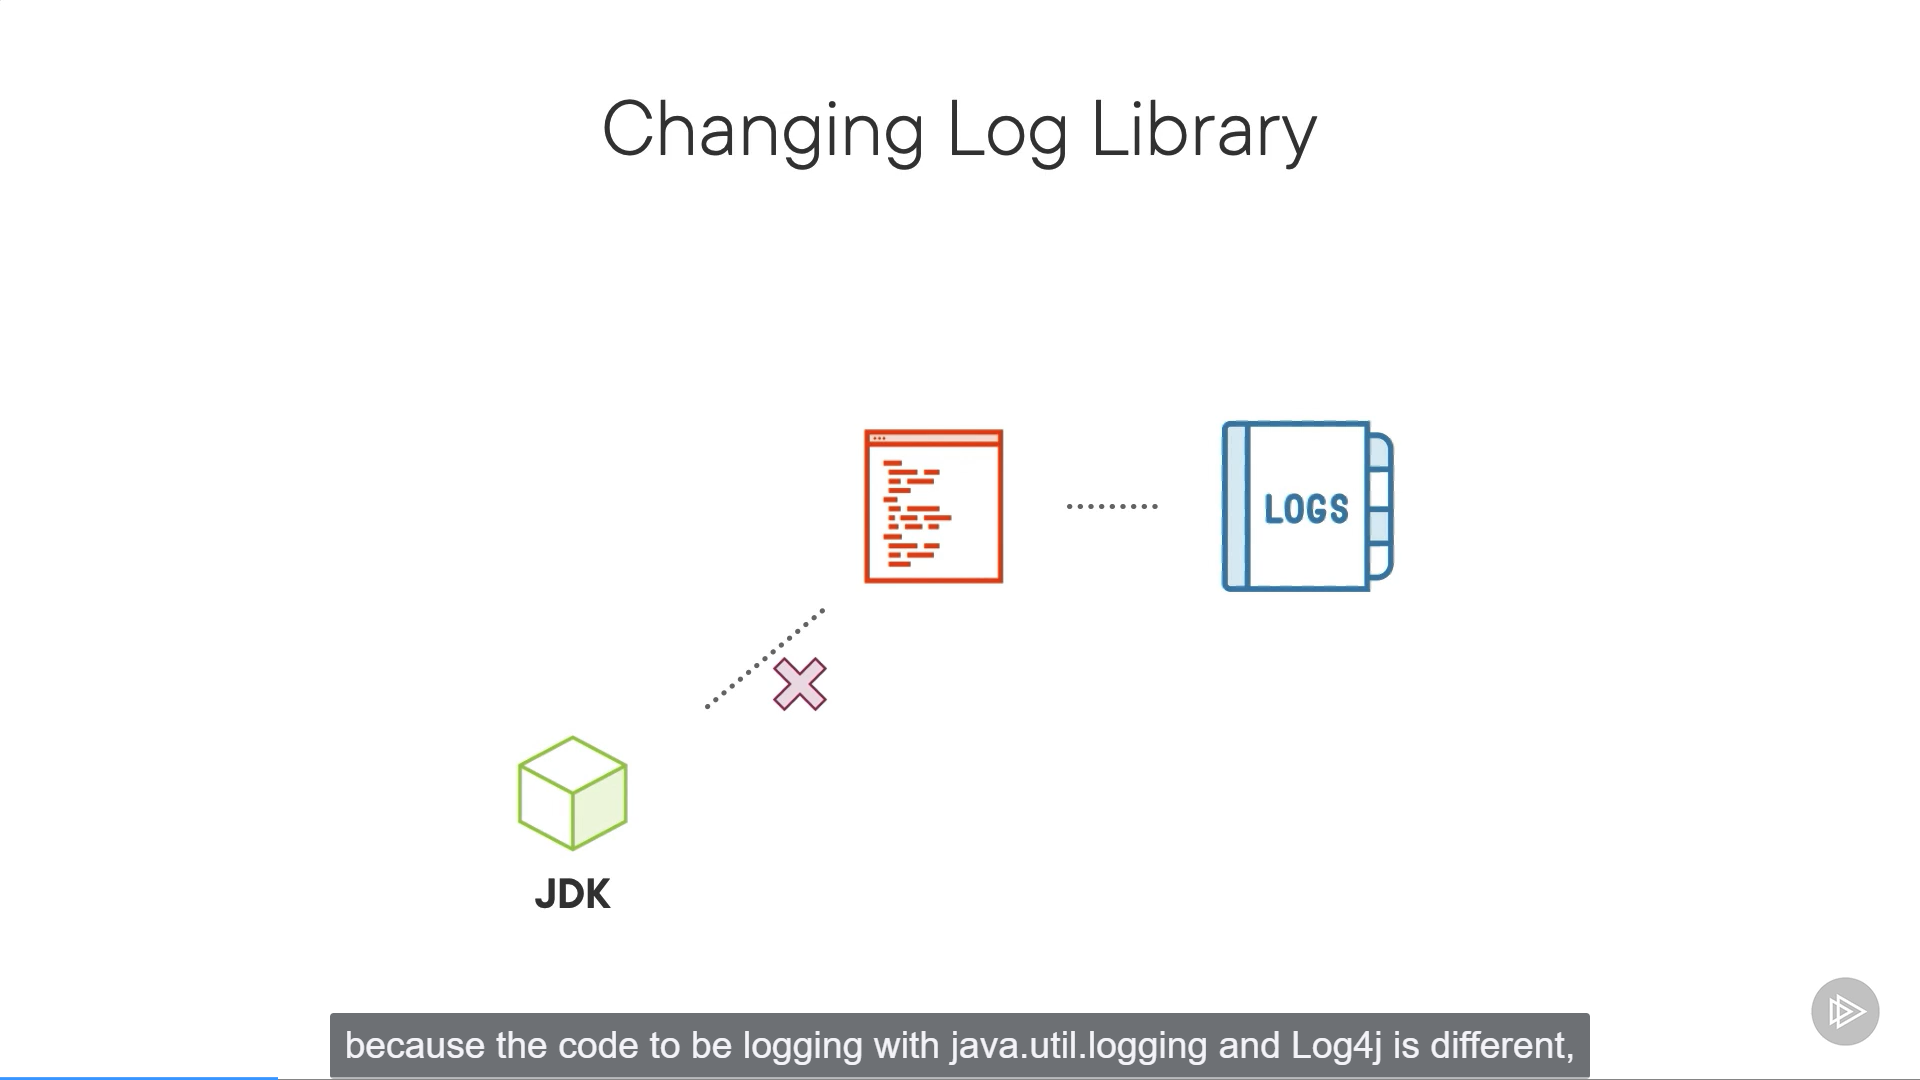 Changing Log Library
LOGS
JDK
because the code to be logging with java.util.logging and Log4j is different,